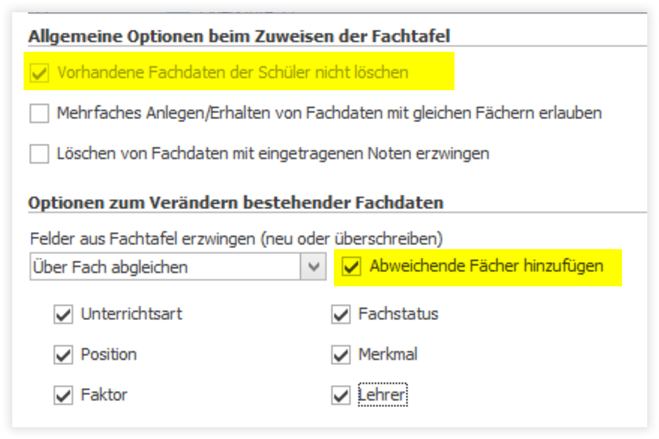 Allgemeine Optionen beim Zuweisen der Fachtafel
Vorhandene Fachdaten der Schüler nicht löschen
Mehrfaches Anlegen/Erhalten von Fachdaten mit gleichen Fächern erlauben
Löschen von Fachdaten mit eingetragenen Noten erzwingen
Optionen zum Verändern bestehender Fachdaten
Felder aus Fachtafel erzwingen (neu oder überschreiben)
Über Fach abgleichen Abweichende Fächer hinzufügen
Unterrichtsart Fachstatus
Position Merkmal
Faktor Lehrer